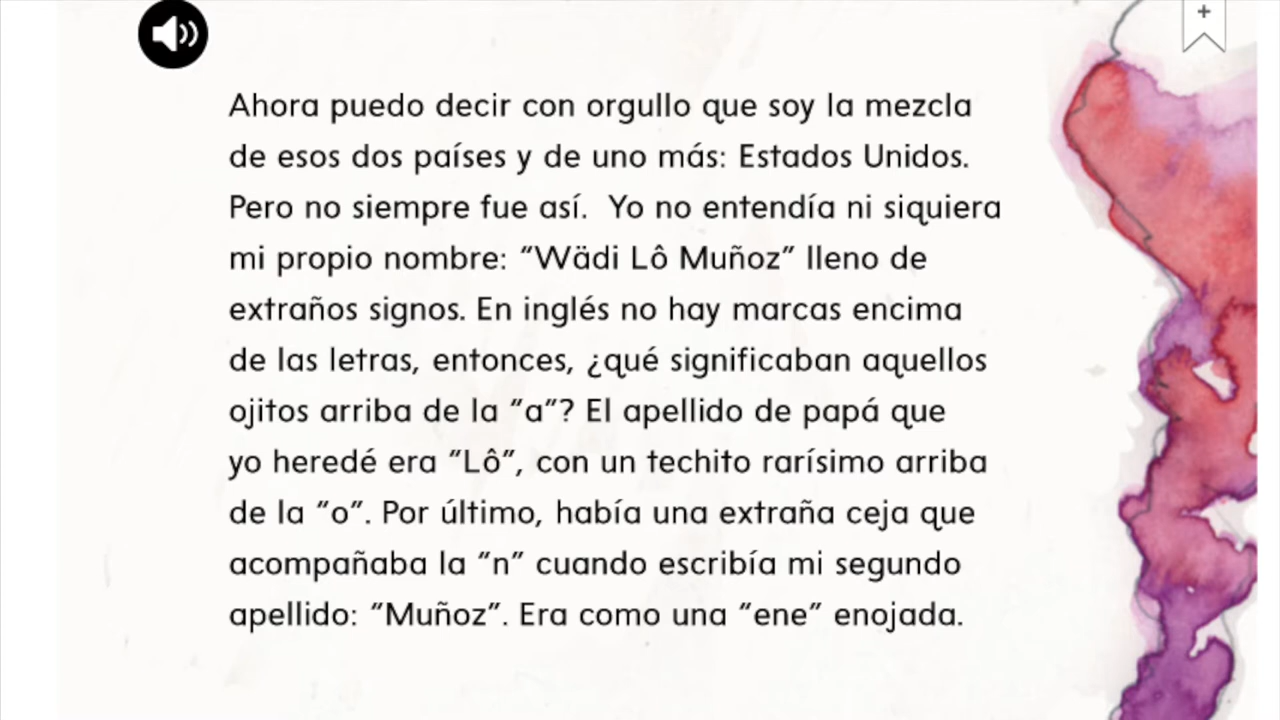 Ahora puedo decir con orgullo que soy la mezcla
de esos dos países y de uno más: Estados Unidos.
Pero no siempre fue así.  Yo no entendía ni siquiera
mi propio nombre: “Wädi Lô Muñoz” lleno de
extraños signos. En inglés no hay marcas encima
de las letras, entonces, ¿qué significaban aquellos
ojitos arriba de la “a”? El apellido de papá que
yo heredé era “Lô”, con un techito rarísimo arriba
de la “o”. Por último, había una extraña ceja que
acompañaba la “n” cuando escribía mi segundo
apellido: “Muñoz”. Era como una “ene” enojada.